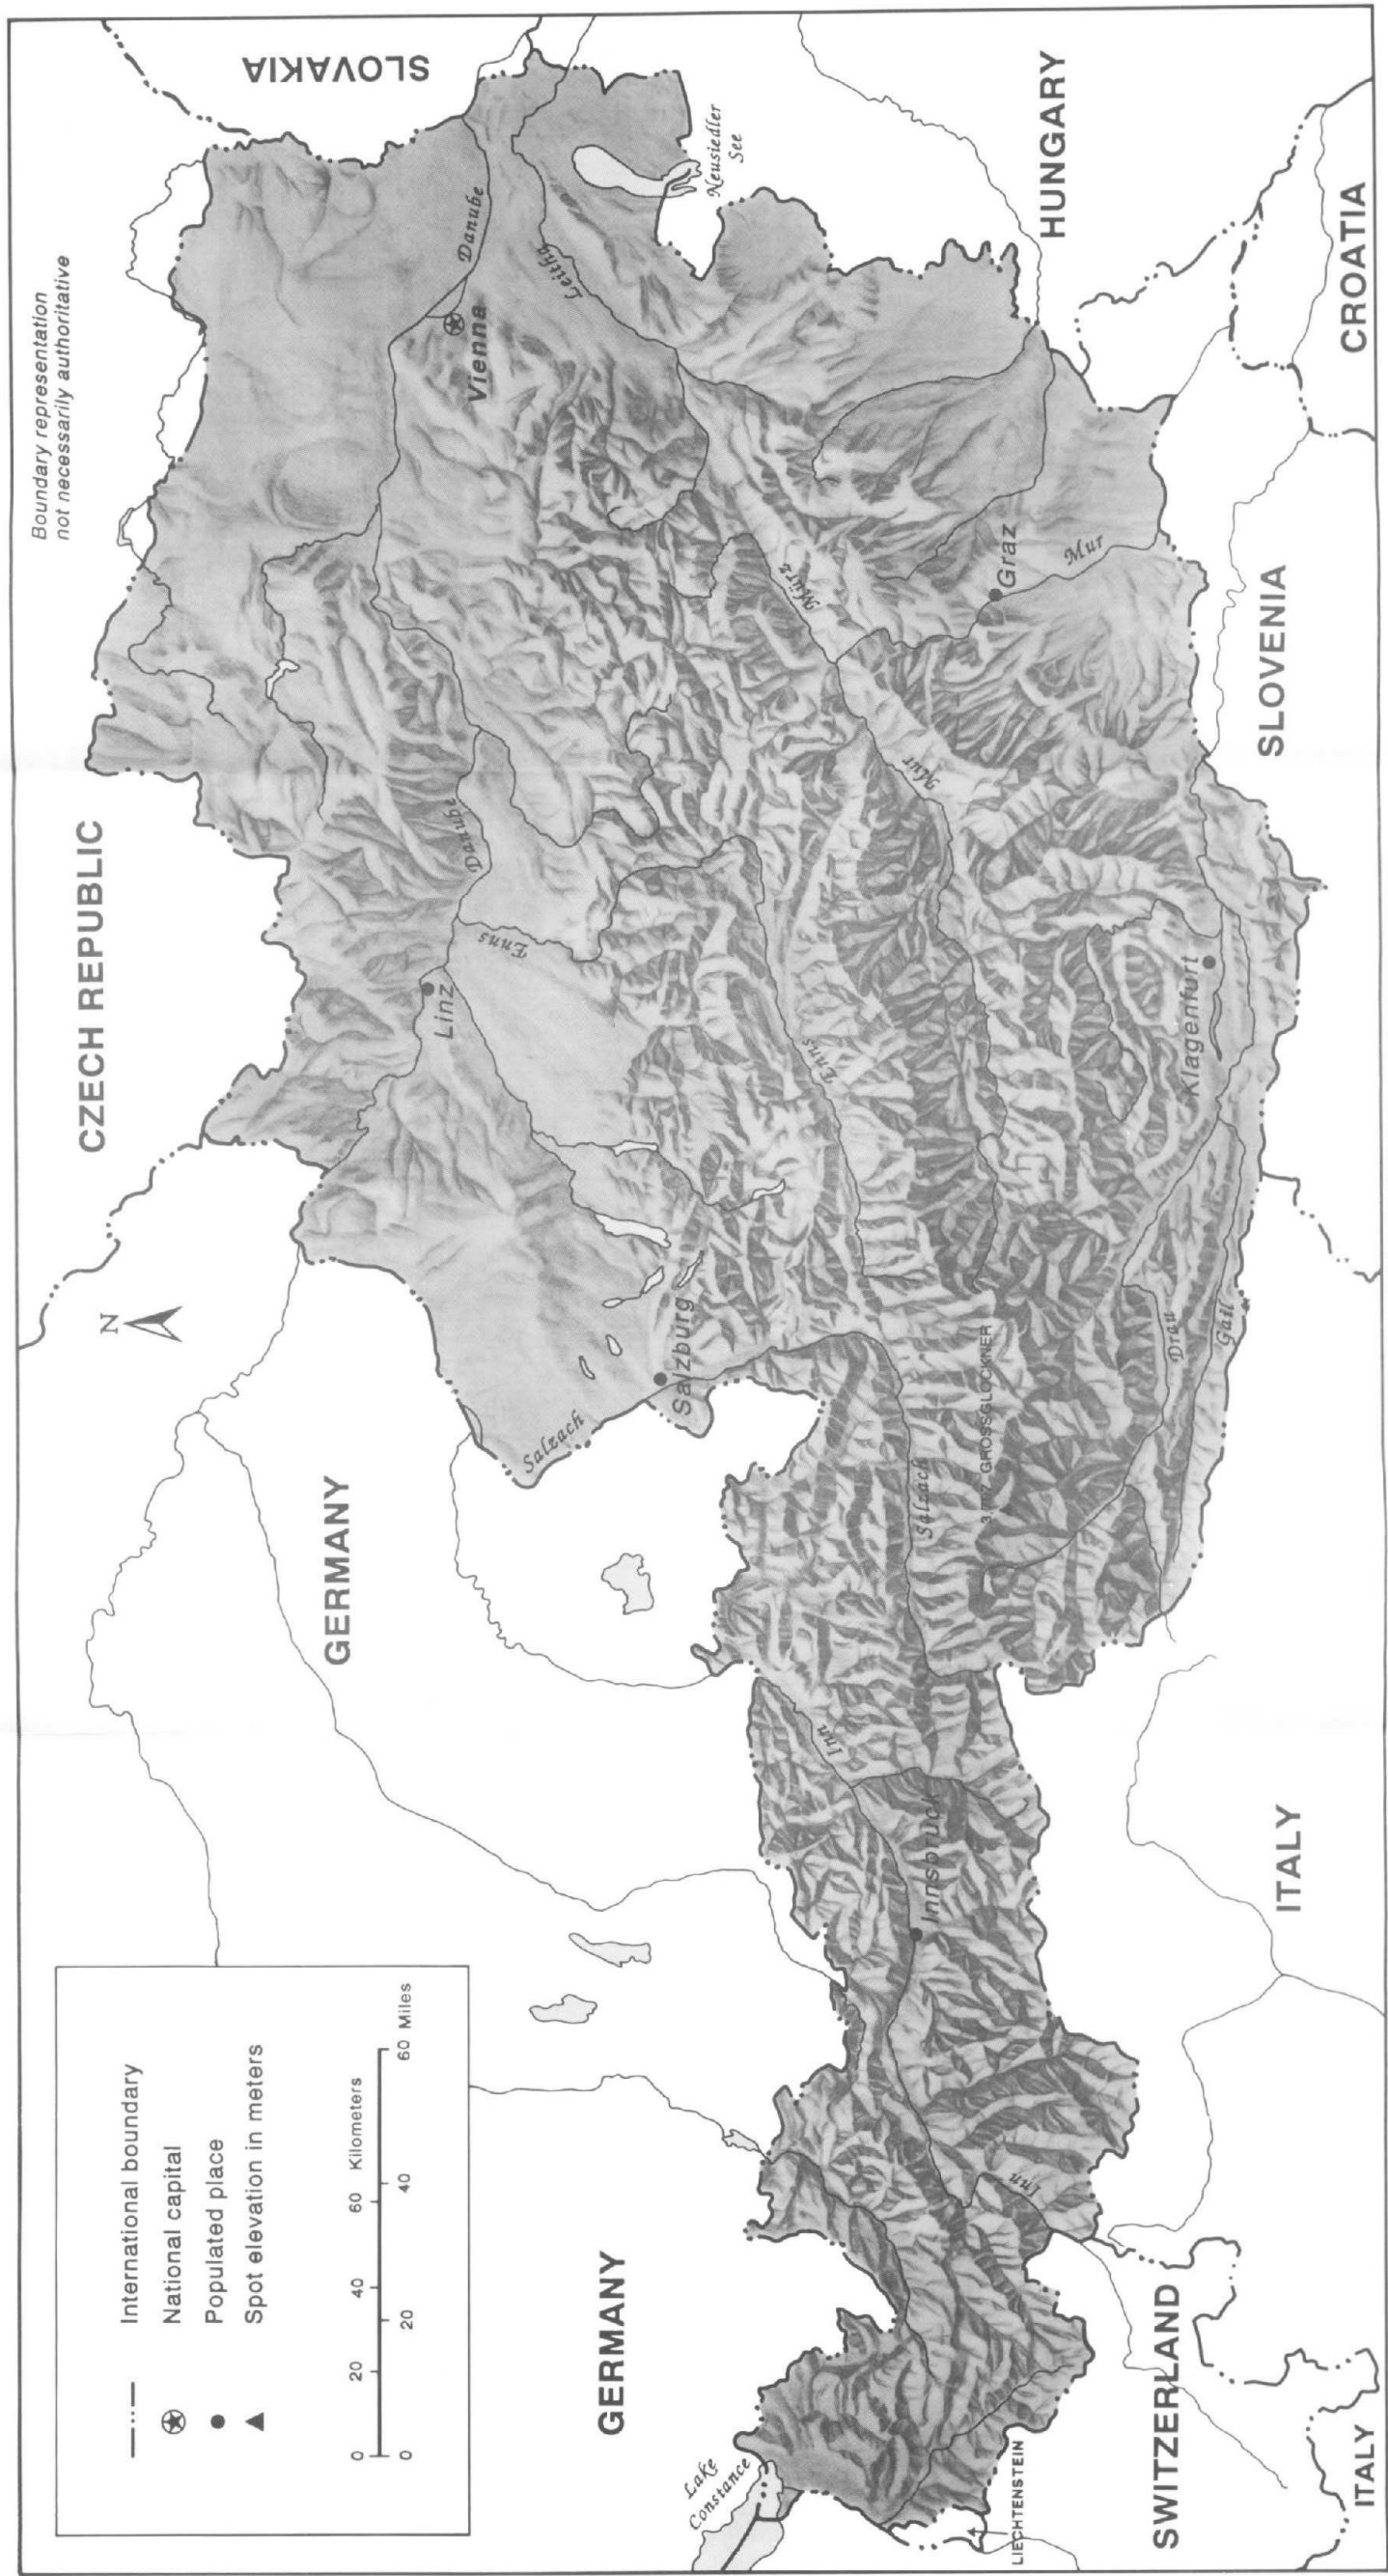 Boundary representation
not necessarily authoritative
CZECH REPUBLIC
SLOVAKIA
N
GERMANY
Danube
Vienna
Danube
Linz
Enns
Leitha
Neusiedler
See
International boundary
National capital
Populated place
Spot elevation in meters
0 20 40 60 Kilometers
0 20 40 60 Miles
Salzach
Salzburg
Enns
Mürz
Mur
Graz
Mur
HUNGARY
GERMANY
Lake
Constance
Inn
Innsbruck
Inn
Salzach
GROSSGLOCKNER
Drau
Gail
Klagenfurt
LIECHTENSTEIN
SWITZERLAND
ITALY
ITALY
SLOVENIA
CROATIA